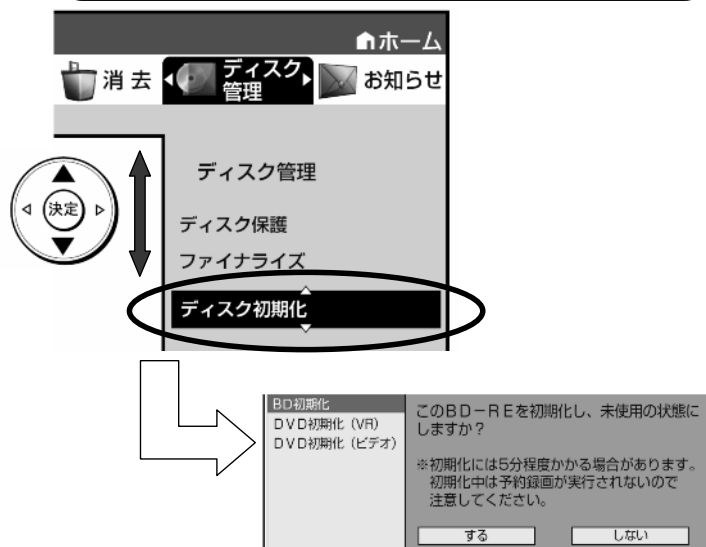 ホーム
消去
ディスク
管理
お知らせ
ディスク管理
ディスク保護
ファイナライズ
ディスク初期化
決定
BD初期化
DVD初期化（VR）
DVD初期化（ビデオ）
このBD－REを初期化し、未使用の状態に
しますか？
※初期化には5分程度かかる場合があります。
初期化中は予約録画が実行されないので
注意してください。
する
しない